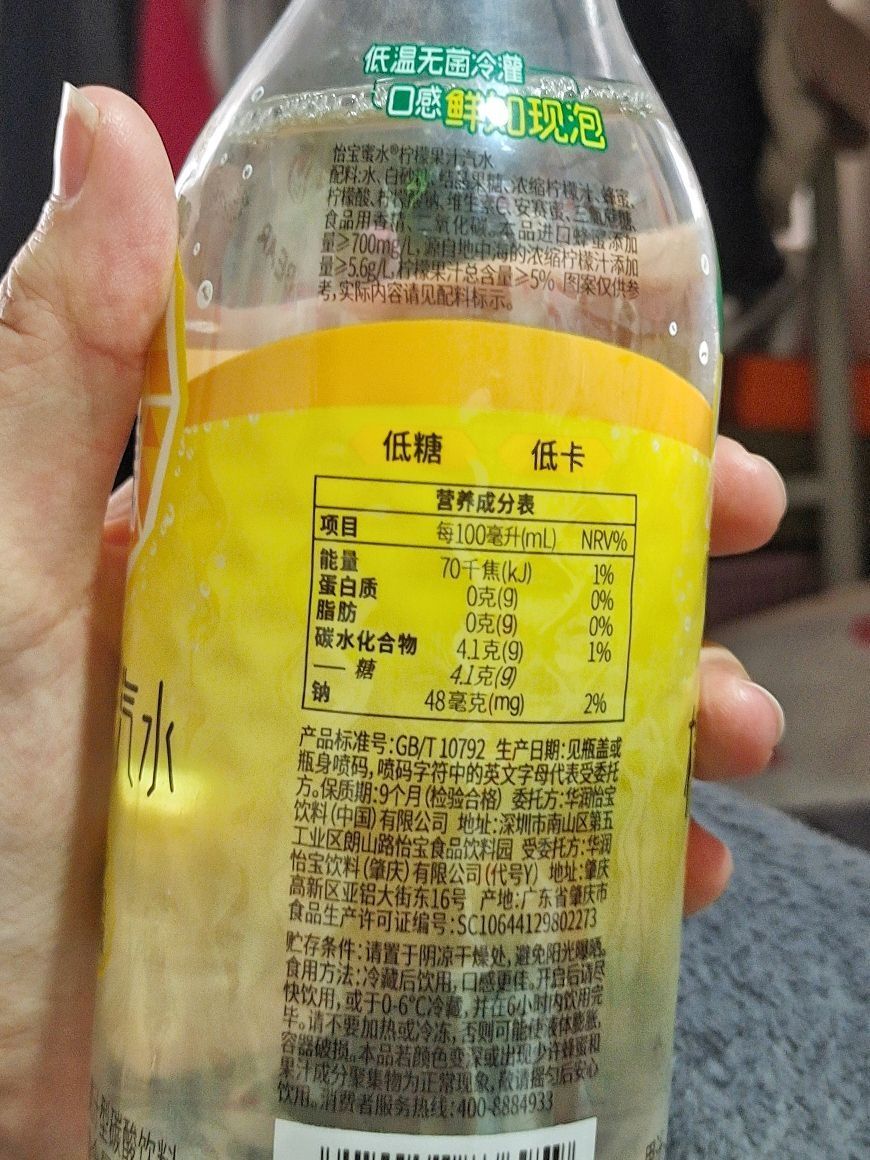 低温无菌冷灌
口感鲜如现泡
怡宝蜜水®柠檬果汁汽水
配料:水、白砂糖、结晶果糖、浓缩柠檬汁、蜂蜜、
柠檬酸、柠檬酸钠、维生素C、安赛蜜、三氯蔗糖、
食品用香精、二氧化碳。本品进口蜂蜜添加
量≥700mg/L,源自地中海的浓缩柠檬汁添加
量≥5.6g/L,柠檬果汁总含量≥5% 图案仅供参
考,实际内容请见配料标示。
低糖 低卡
营养成分表
项目 每100毫升(mL) NRV%
能量 70千焦(kJ) 1%
蛋白质 0克(g) 0%
脂肪 0克(g) 0%
碳水化合物 4.1克(g) 1%
— 糖 4.1克(g)
钠 48毫克(mg) 2%
汽水
产品标准号:GB/T 10792 生产日期:见瓶盖或
瓶身喷码,喷码字符中的英文字母代表受委托
方。保质期:9个月(检验合格) 委托方:华润怡宝
饮料(中国)有限公司 地址:深圳市南山区第五
工业区朗山路怡宝食品饮料园 受委托方:华润
怡宝饮料(肇庆)有限公司(代号Y) 地址:肇庆
高新区亚铝大街东16号 产地:广东省肇庆市
食品生产许可证编号:SC10644129802273
贮存条件:请置于阴凉干燥处,避免阳光曝晒。
食用方法:冷藏后饮用,口感更佳。开启后请尽
快饮用,或于0-6°C冷藏,并在6小时内饮用完
毕。请不要加热或冷冻,否则可能使液体膨胀,
容器破损。本品若颜色变深或出现少许蜂蜜和
果汁成分聚集物为正常现象,敬请摇匀后安心
饮用。消费者服务热线:400-8884933
型碳酸饮料